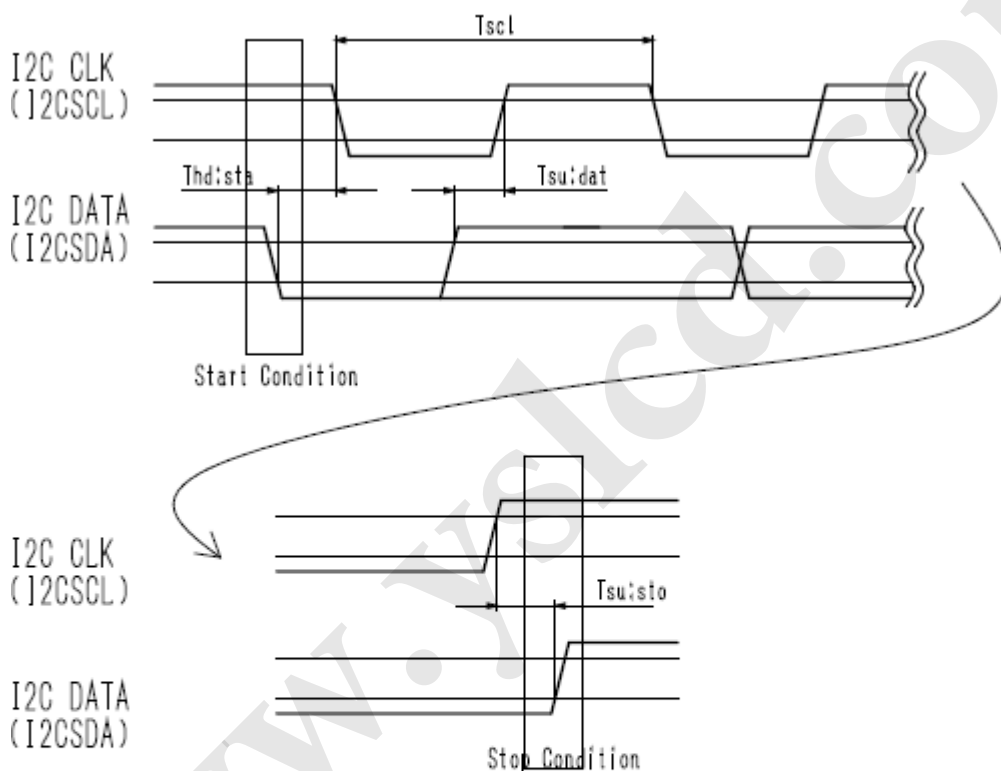 Tscl
I2C CLK
(I2CSCL)
Thd:sta
Tsu:dat
I2C DATA
(I2CSDA)
Start Condition
I2C CLK
(I2CSCL)
Tsu:sto
I2C DATA
(I2CSDA)
Stop Condition
www.yslcd.com